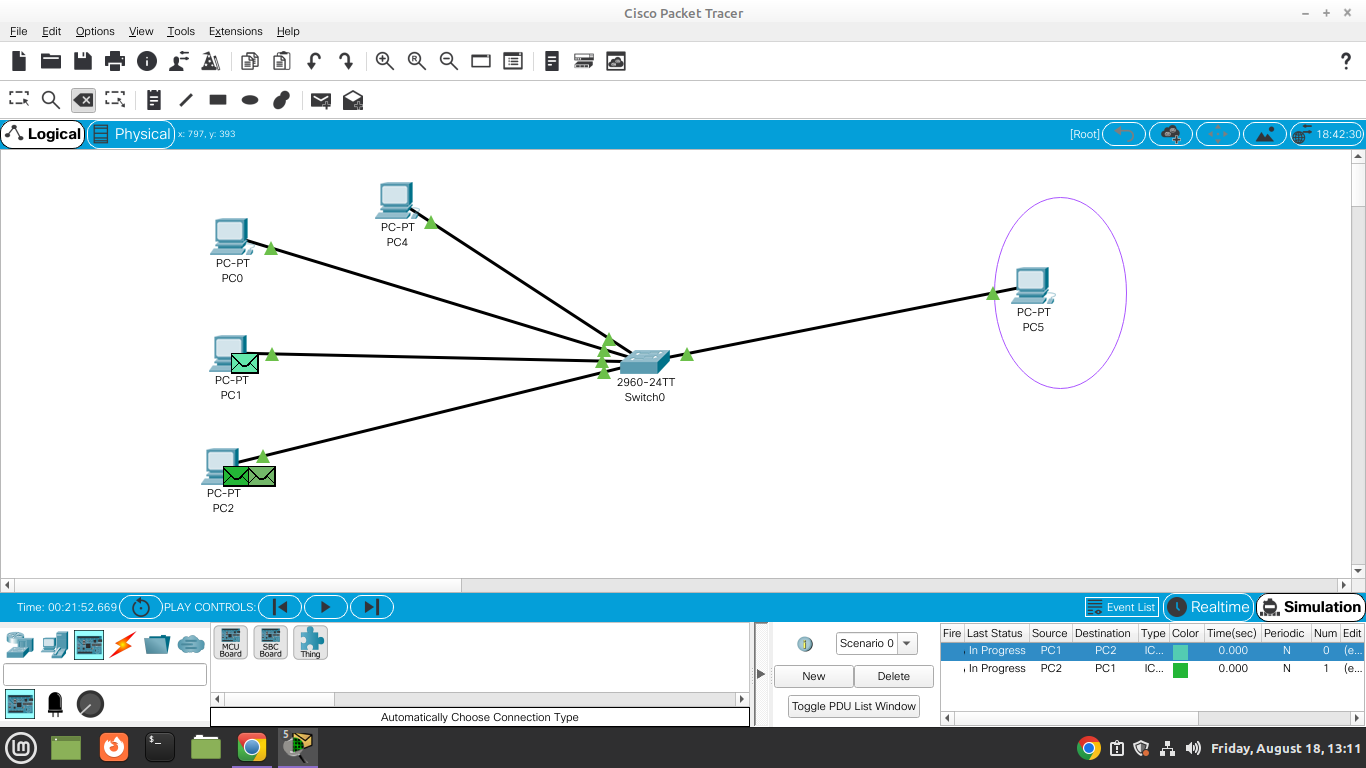 Cisco Packet Tracer
File Edit Options View Tools Extensions Help
?
Logical Physical x: 797, y: 393 [Root] 18:42:30
PC-PT
PC4
PC-PT
PC0
PC-PT
PC5
PC-PT
PC1
2960-24TT
Switch0
PC-PT
PC2
Time: 00:21:52.669 PLAY CONTROLS: Event List Realtime Simulation
MCU
Board
SBC
Board
Thing
Automatically Choose Connection Type
1 Scenario 0
New Delete
Toggle PDU List Window
Fire Last Status Source Destination Type Color Time(sec) Periodic Num Edit
In Progress PC1 PC2 IC... 0.000 N 0 (e...
In Progress PC2 PC1 IC... 0.000 N 1 (e...
5 Friday, August 18, 13:11